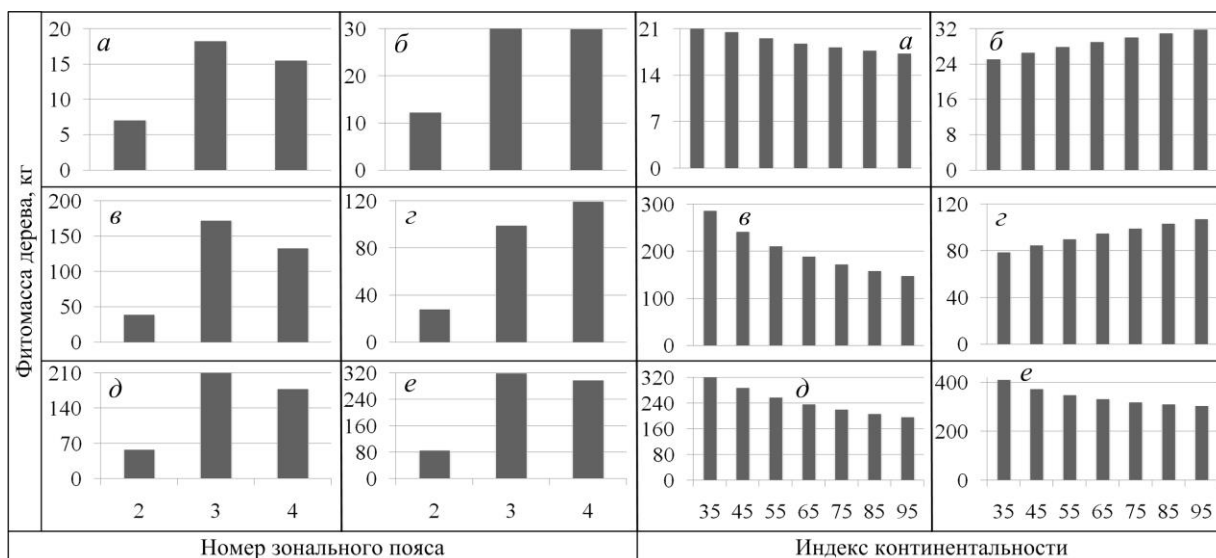 Фитомасса дерева, кг
20
15
10
5
0
а
30
20
10
0
б
21
14
7
0
а
32
24
16
8
0
б
200
150
100
50
0
в
120
80
40
0
г
300
200
100
0
в
120
80
40
0
г
210
140
70
0
д
2 3 4
320
240
160
80
0
е
2 3 4
320
240
160
80
0
д
35 45 55 65 75 85 95
400
200
0
е
35 45 55 65 75 85 95
Номер зонального пояса
Индекс континентальности